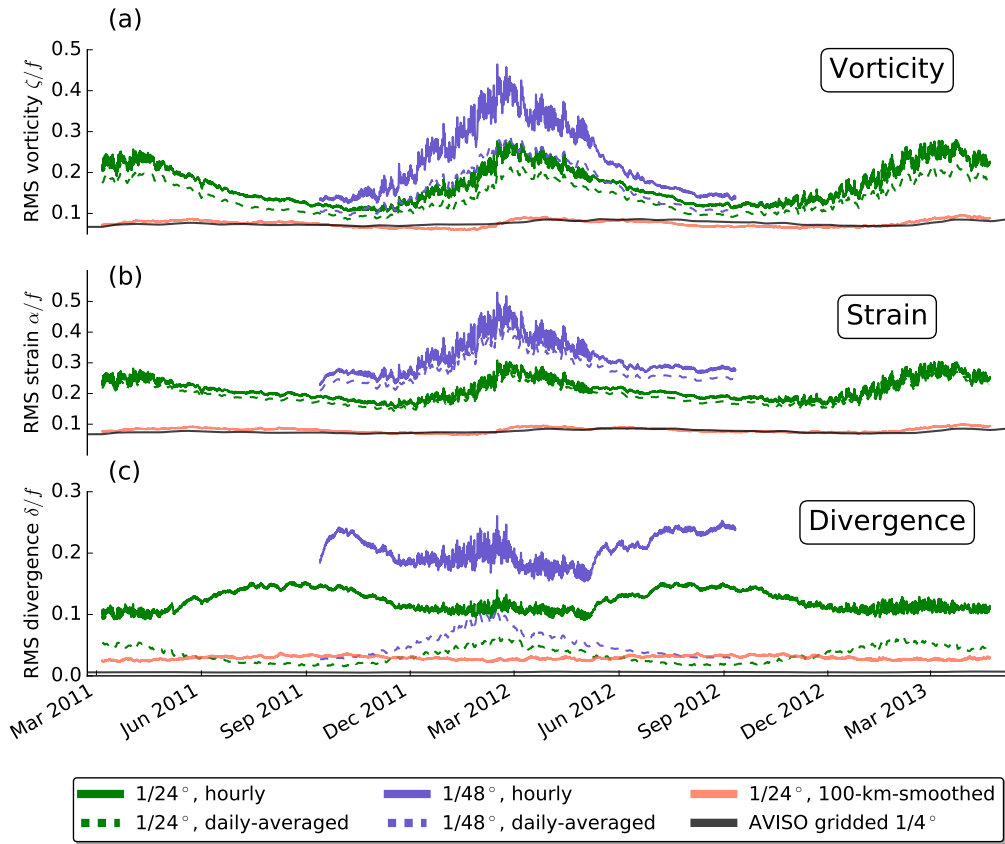 (a)
0.5
0.4
0.3
0.2
0.1
RMS vorticity ζ/f
Vorticity
(b)
0.5
0.4
0.3
0.2
0.1
RMS strain α/f
Strain
(c)
0.3
0.2
0.1
0.0
RMS divergence δ/f
Divergence
Mar 2011
Jun 2011
Sep 2011
Dec 2011
Mar 2012
Jun 2012
Sep 2012
Dec 2012
Mar 2013
1/24°, hourly
1/48°, hourly
1/24°, 100-km-smoothed
1/24°, daily-averaged
1/48°, daily-averaged
AVISO gridded 1/4°